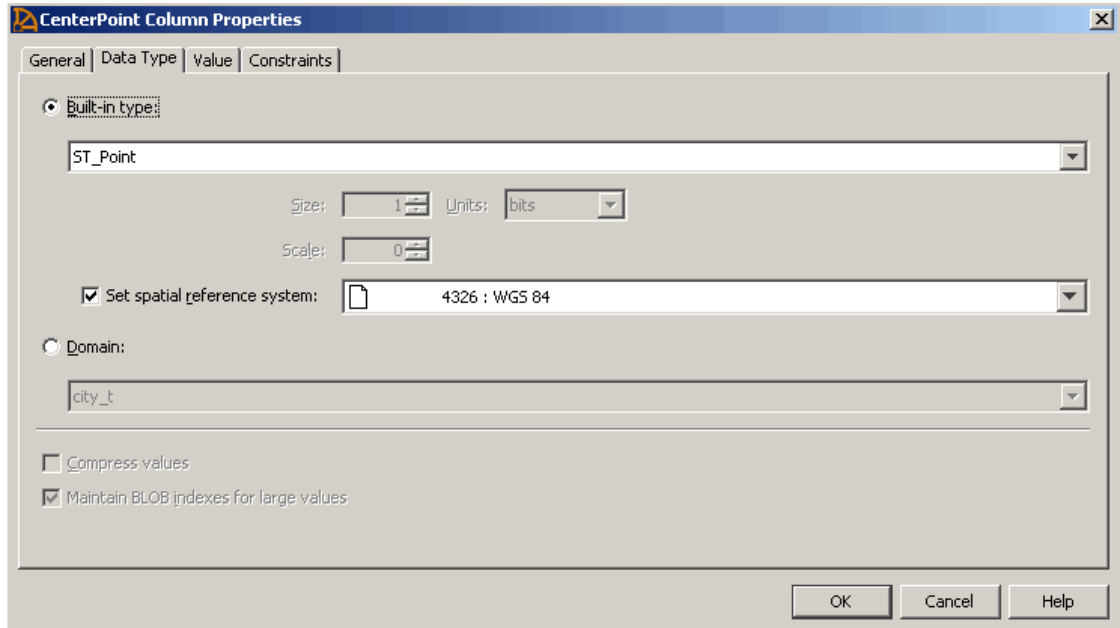 CenterPoint Column Properties
General Data Type Value Constraints
Built-in type:
ST_Point
Size: 1 Units: bits
Scale: 0
Set spatial reference system: 4326 : WGS 84
Domain:
city_t
Compress values
Maintain BLOB indexes for large values
OK Cancel Help